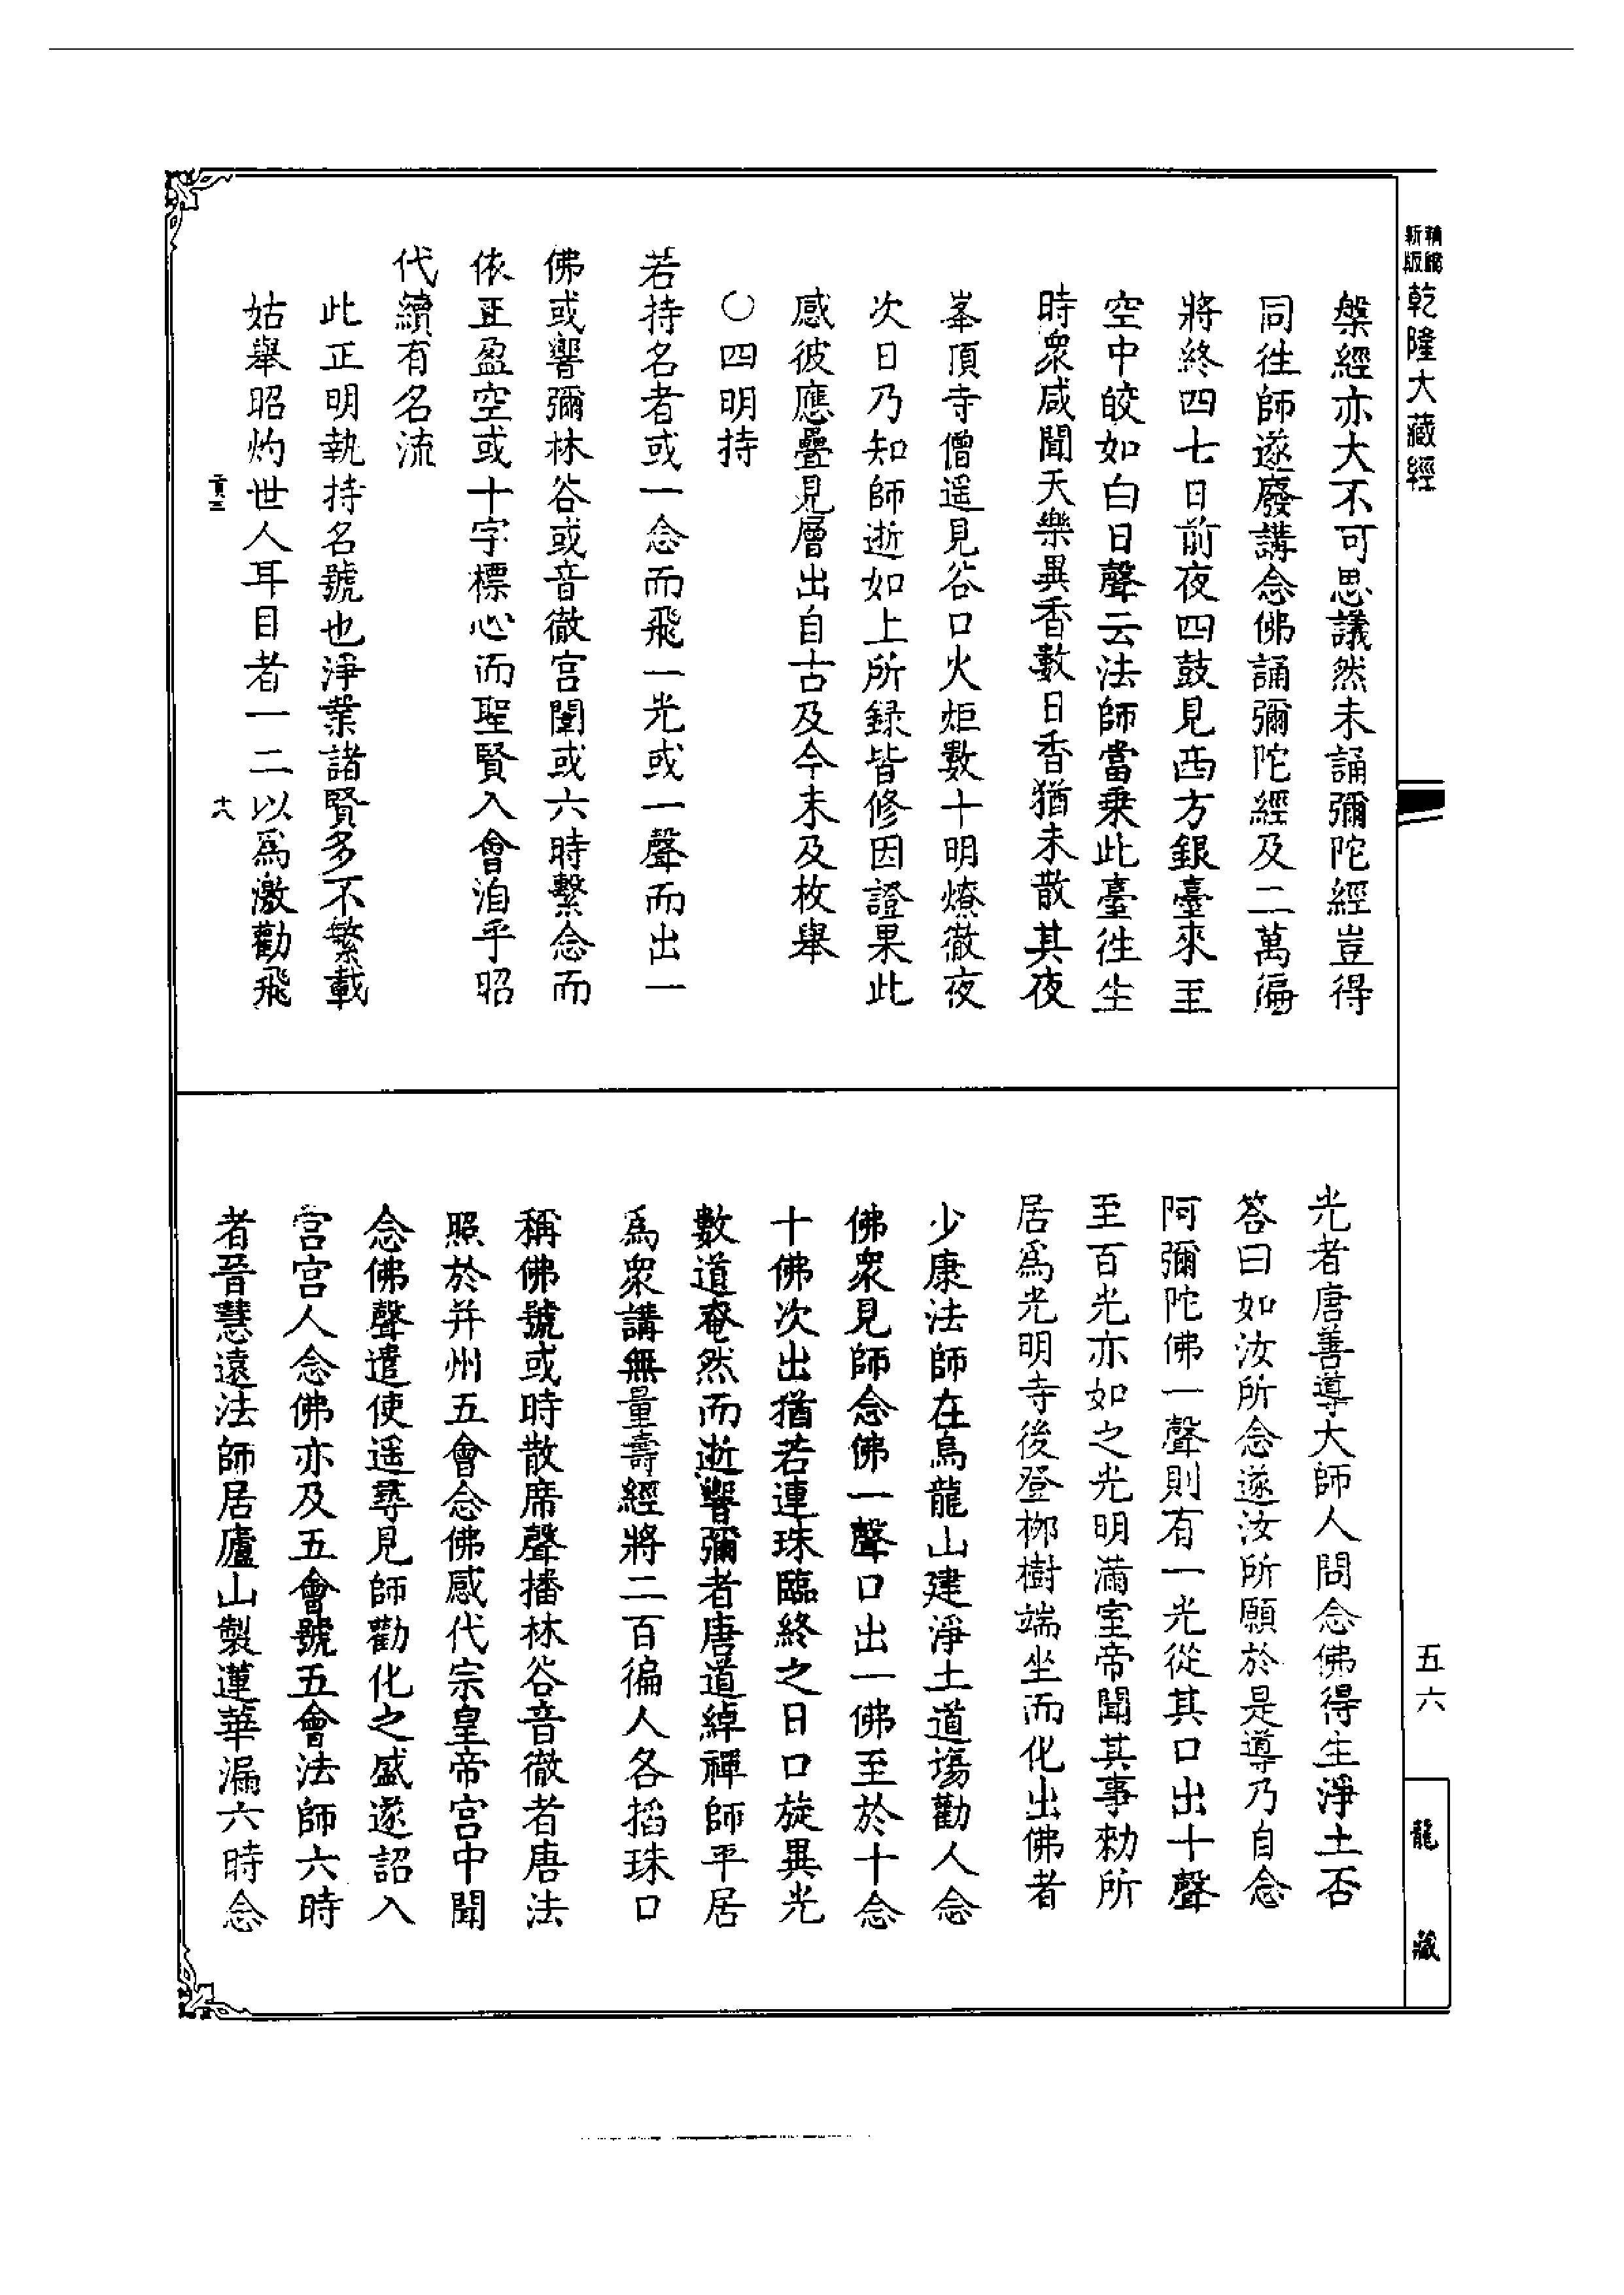 新版
精縮
乾隆大藏經
槃經亦大不可思議然未誦彌陀經豈得
同往師遂廢講念佛誦彌陀經及二萬徧
將終四七日前夜四鼓見西方銀臺來至
空中皎如白日聲云法師當乗此臺徃生
時衆咸聞天樂異香數日香猶未散其夜
峯頂寺僧遥見谷口火炬數十明燎徹夜
次日乃知師逝如上所録皆修因證果此
感彼應疊見層出自古及今未及枚舉
○四明持
若持名者或一念而飛一光或一聲而出一
佛或響彌林谷或音徹宫闈或六時繫念而
依正盈空或十字標心而聖賢入會洎乎昭
代續有名流
此正明執持名號也淨業諸賢多不繁載
姑舉昭灼世人耳目者一二以爲激勸飛
十六
光者唐善導大師人問念佛得生淨土否
答曰如汝所念遂汝所願於是導乃自念
阿彌陀佛一聲則有一光從其口出十聲
至百光亦如之光明滿室帝聞其事勑所
居爲光明寺後登栁樹端坐而化出佛者
少康法師在烏龍山建淨土道塲勸人念
佛衆見師念佛一聲口出一佛至於十念
十佛次出猶若連珠臨終之日口旋異光
數道奄然而逝響彌者唐道綽禪師平居
爲衆講無量壽經將二百徧人各搯珠口
稱佛號或時散席聲播林谷音徹者唐法
照於并州五會念佛感代宗皇帝宫中聞
念佛聲遣使遥尋見師勸化之盛遂詔入
宫宫人念佛亦及五會號五會法師六時
者晉慧遠法師居廬山製蓮華漏六時念
五六
龍藏